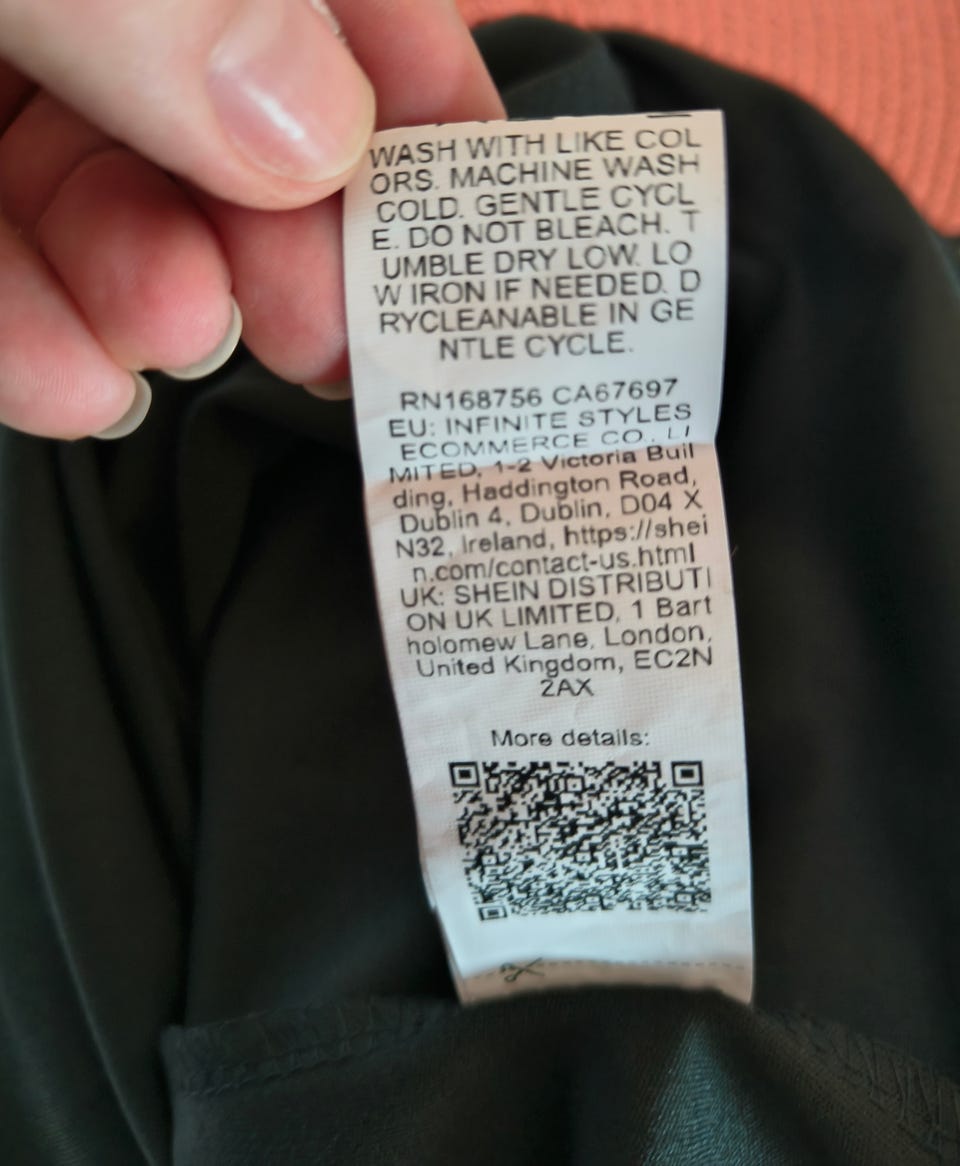 WASH WITH LIKE COL
ORS. MACHINE WASH
COLD. GENTLE CYCL
E. DO NOT BLEACH. T
UMBLE DRY LOW. LO
W IRON IF NEEDED. D
RYCLEANABLE IN GE
NTLE CYCLE.
RN168756 CA67697
EU: INFINITE STYLES
ECOMMERCE CO., LI
MITED, 1-2 Victoria Buil
ding, Haddington Road,
Dublin 4, Dublin, D04 X
N32, Ireland, https://shei
n.com/contact-us.html
UK: SHEIN DISTRIBUTI
ON UK LIMITED, 1 Bart
holomew Lane, London,
United Kingdom, EC2N
2AX
More details: